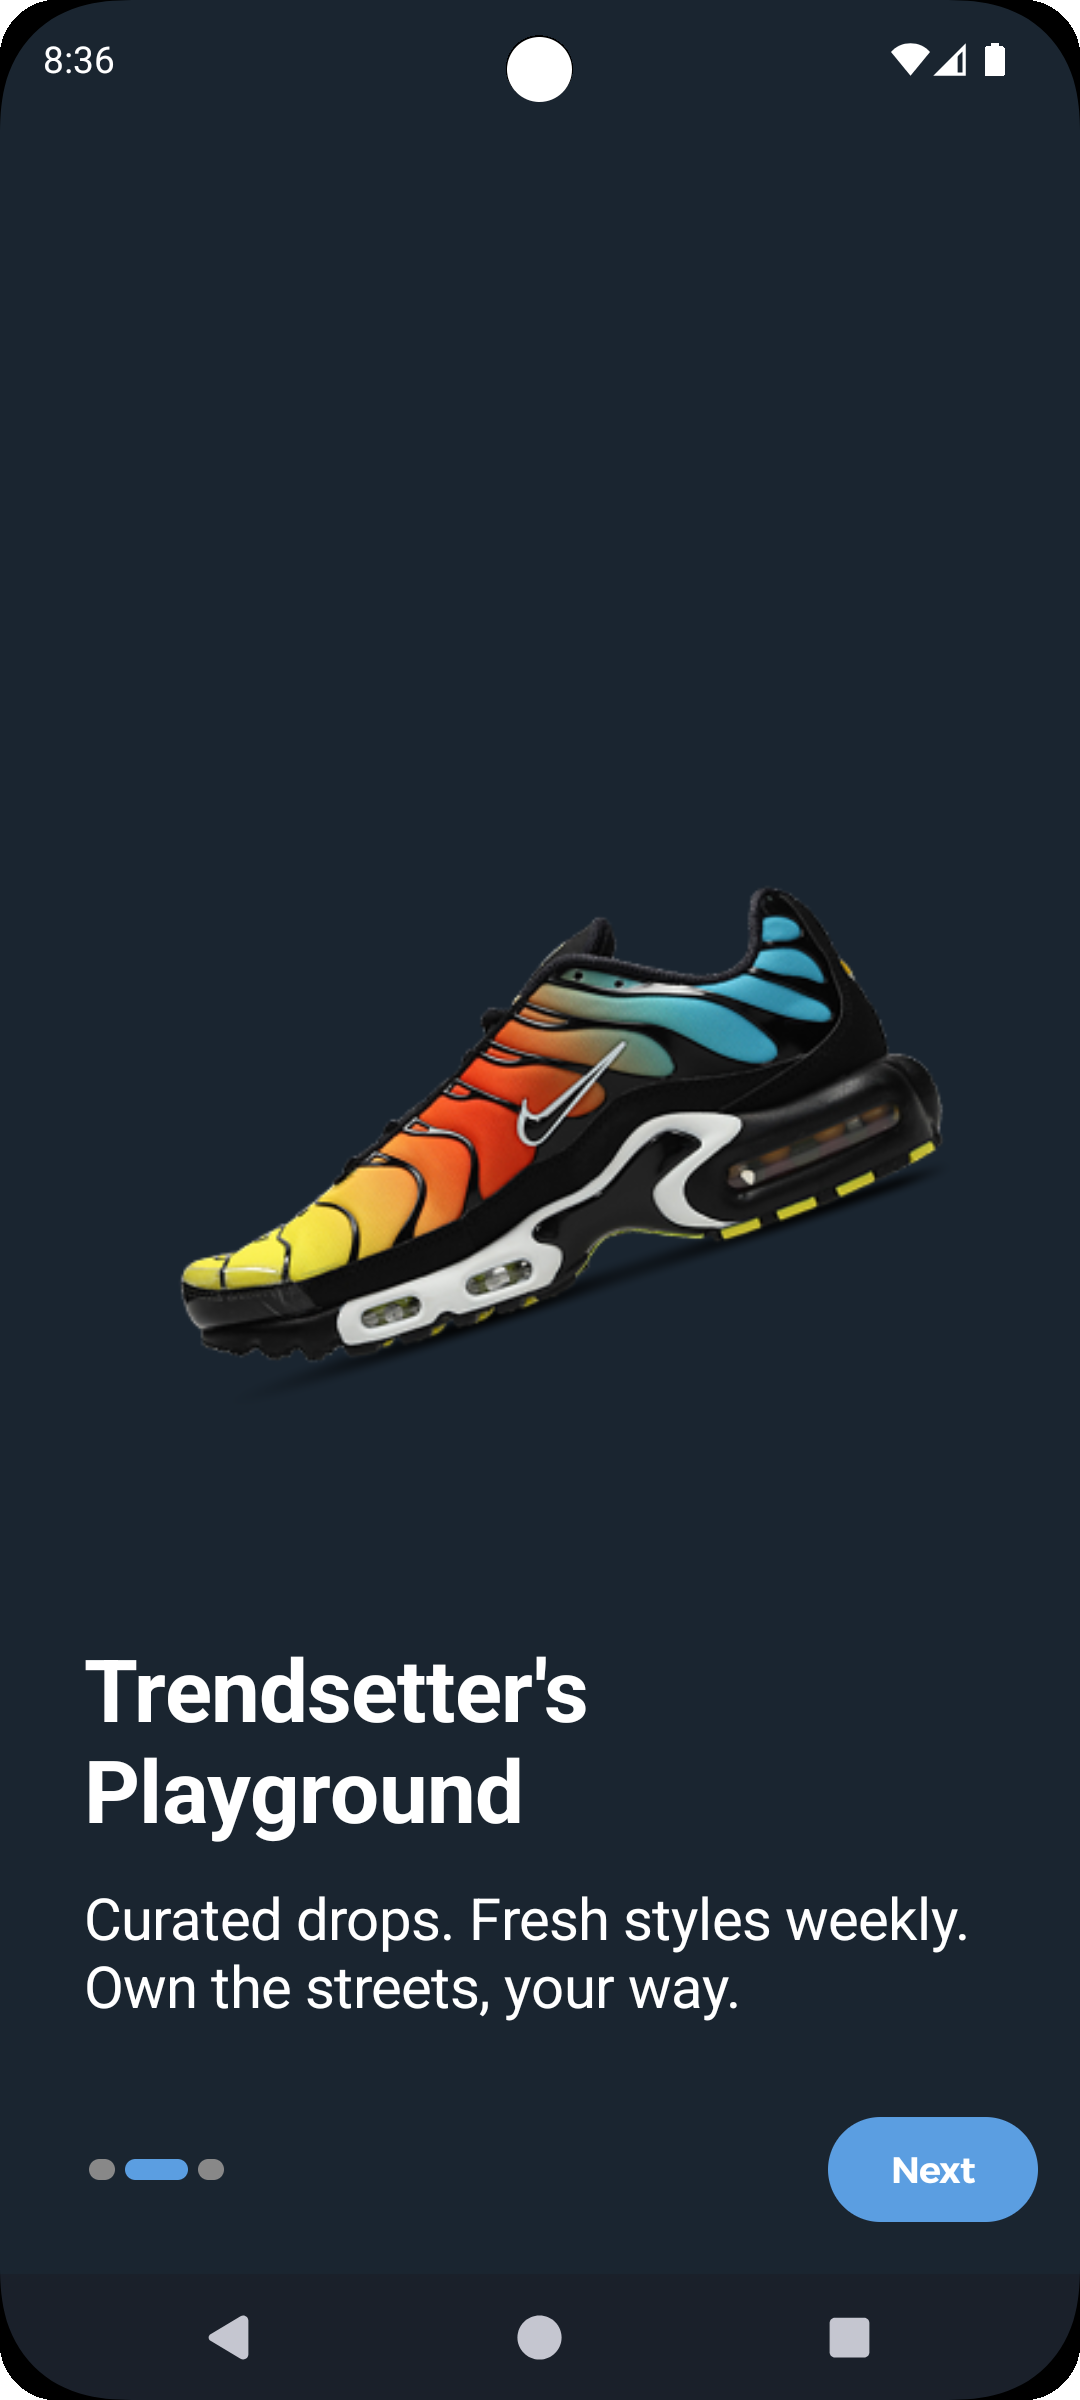 8:36
Trendsetter's
Playground
Curated drops. Fresh styles weekly.
Own the streets, your way.
Next